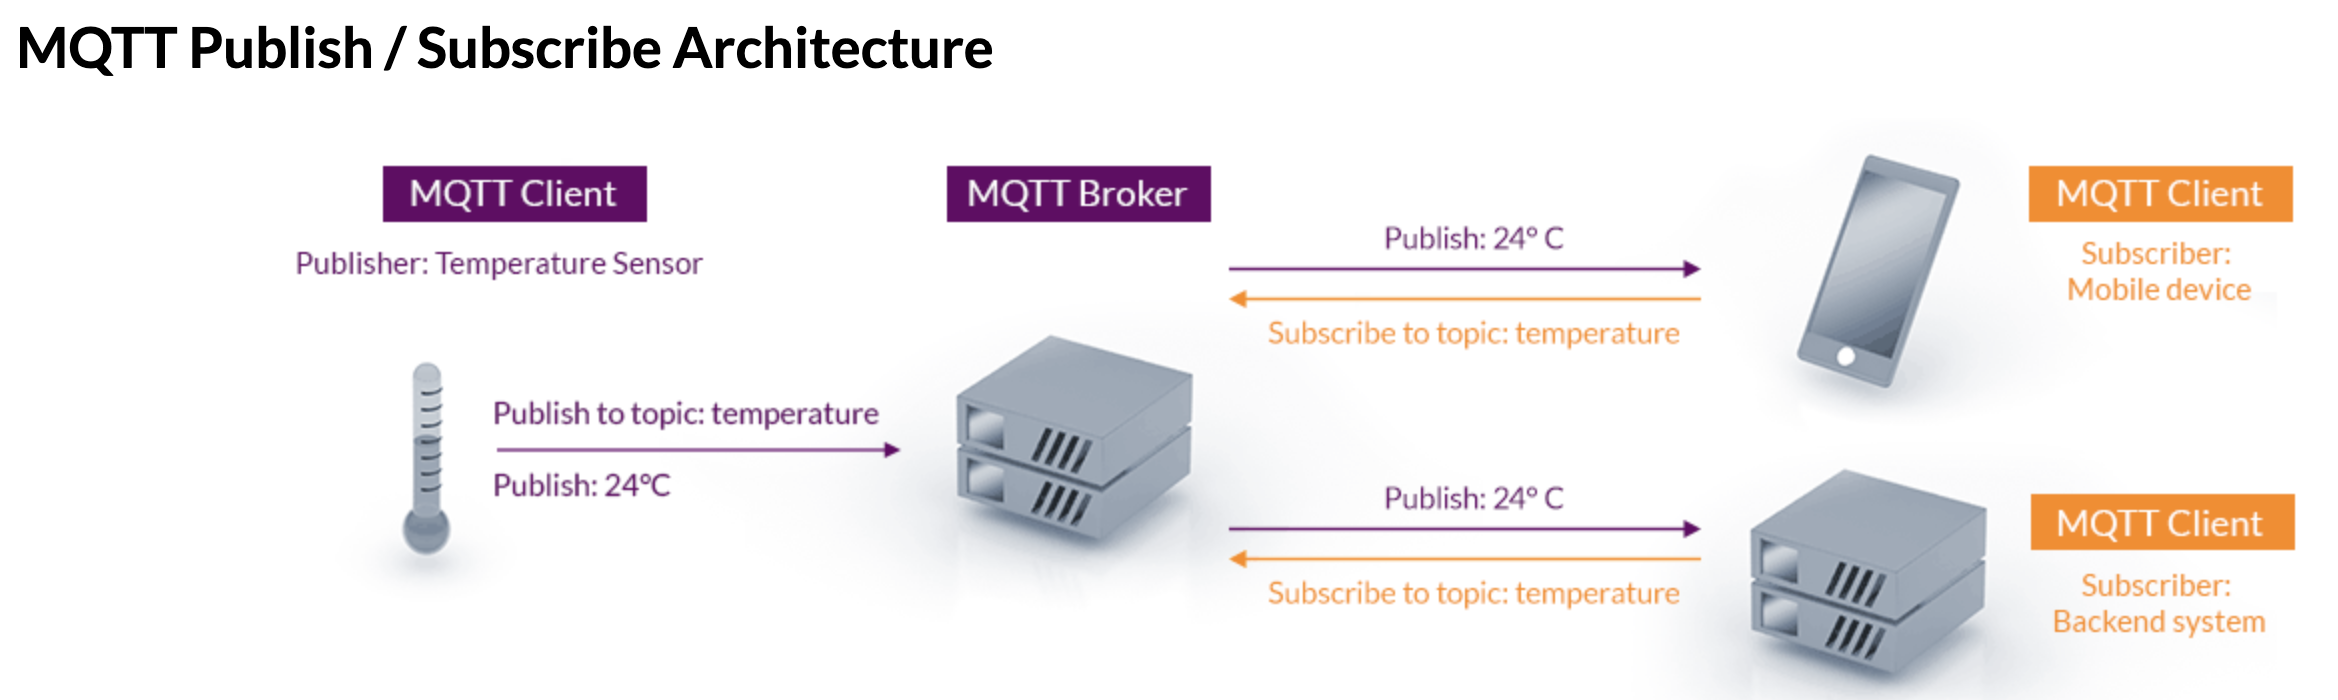 MQTT Publish / Subscribe Architecture
MQTT Client
Publisher: Temperature Sensor
Publish to topic: temperature
Publish: 24°C
MQTT Broker
Publish: 24° C
Subscribe to topic: temperature
MQTT Client
Subscriber:
Mobile device
Publish: 24° C
Subscribe to topic: temperature
MQTT Client
Subscriber:
Backend system